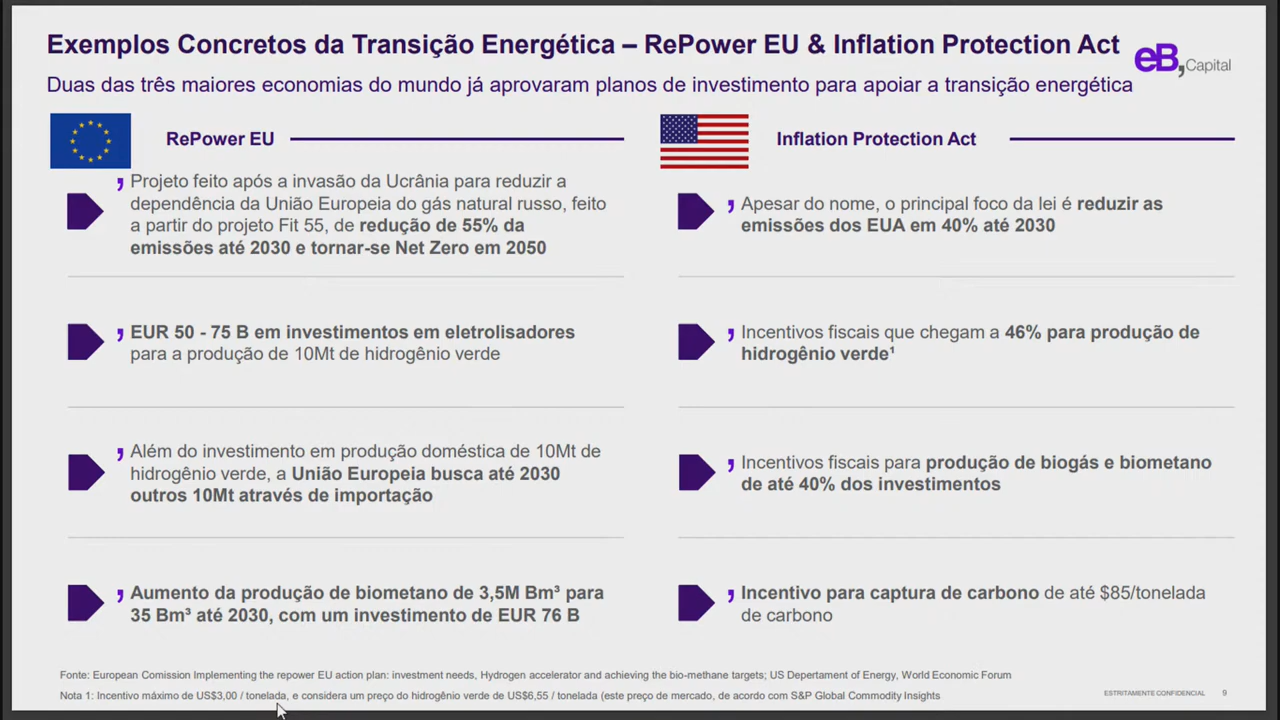 Exemplos Concretos da Transição Energética – RePower EU & Inflation Protection Act
eB,Capital
Duas das três maiores economias do mundo já aprovaram planos de investimento para apoiar a transição energética
RePower EU
Projeto feito após a invasão da Ucrânia para reduzir a
dependência da União Europeia do gás natural russo, feito
a partir do projeto Fit 55, de redução de 55% da
emissões até 2030 e tornar-se Net Zero em 2050
EUR 50 - 75 B em investimentos em eletrolisadores
para a produção de 10Mt de hidrogênio verde
Além do investimento em produção doméstica de 10Mt de
hidrogênio verde, a União Europeia busca até 2030
outros 10Mt através de importação
Aumento da produção de biometano de 3,5M Bm³ para
35 Bm³ até 2030, com um investimento de EUR 76 B
Inflation Protection Act
Apesar do nome, o principal foco da lei é reduzir as
emissões dos EUA em 40% até 2030
Incentivos fiscais que chegam a 46% para produção de
hidrogênio verde¹
Incentivos fiscais para produção de biogás e biometano
de até 40% dos investimentos
Incentivo para captura de carbono de até $85/tonelada
de carbono
Fonte: European Comission Implementing the repower EU action plan: investment needs, Hydrogen accelerator and achieving the bio-methane targets; US Departament of Energy, World Economic Forum
Nota 1: Incentivo máximo de US$3,00 / tonelada, e considera um preço do hidrogênio verde de US$6,55 / tonelada (este preço de mercado, de acordo com S&P Global Commodity Insights
ESTRITAMENTE CONFIDENCIAL 9